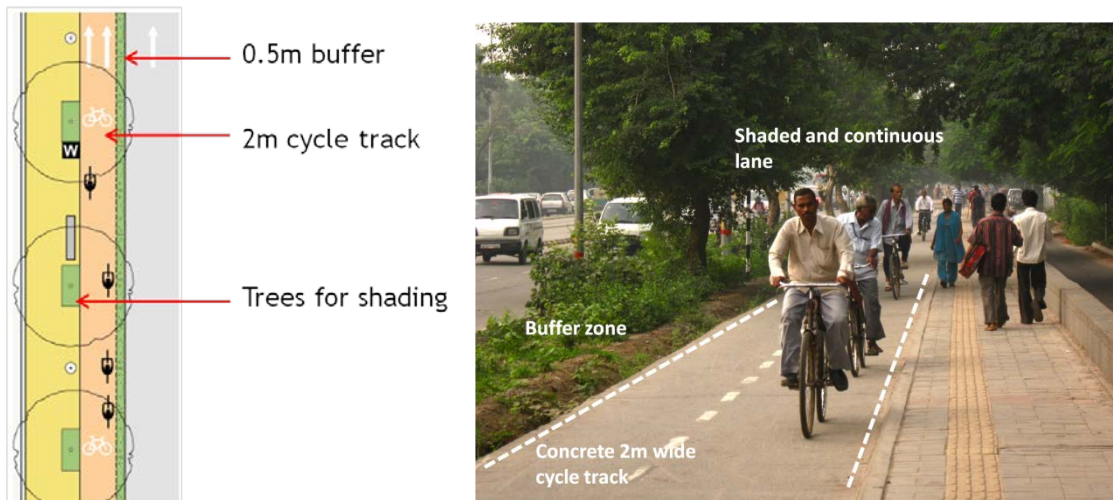 0.5m buffer
2m cycle track
W
Trees for shading
Shaded and continuous
lane
Buffer zone
Concrete 2m wide
cycle track